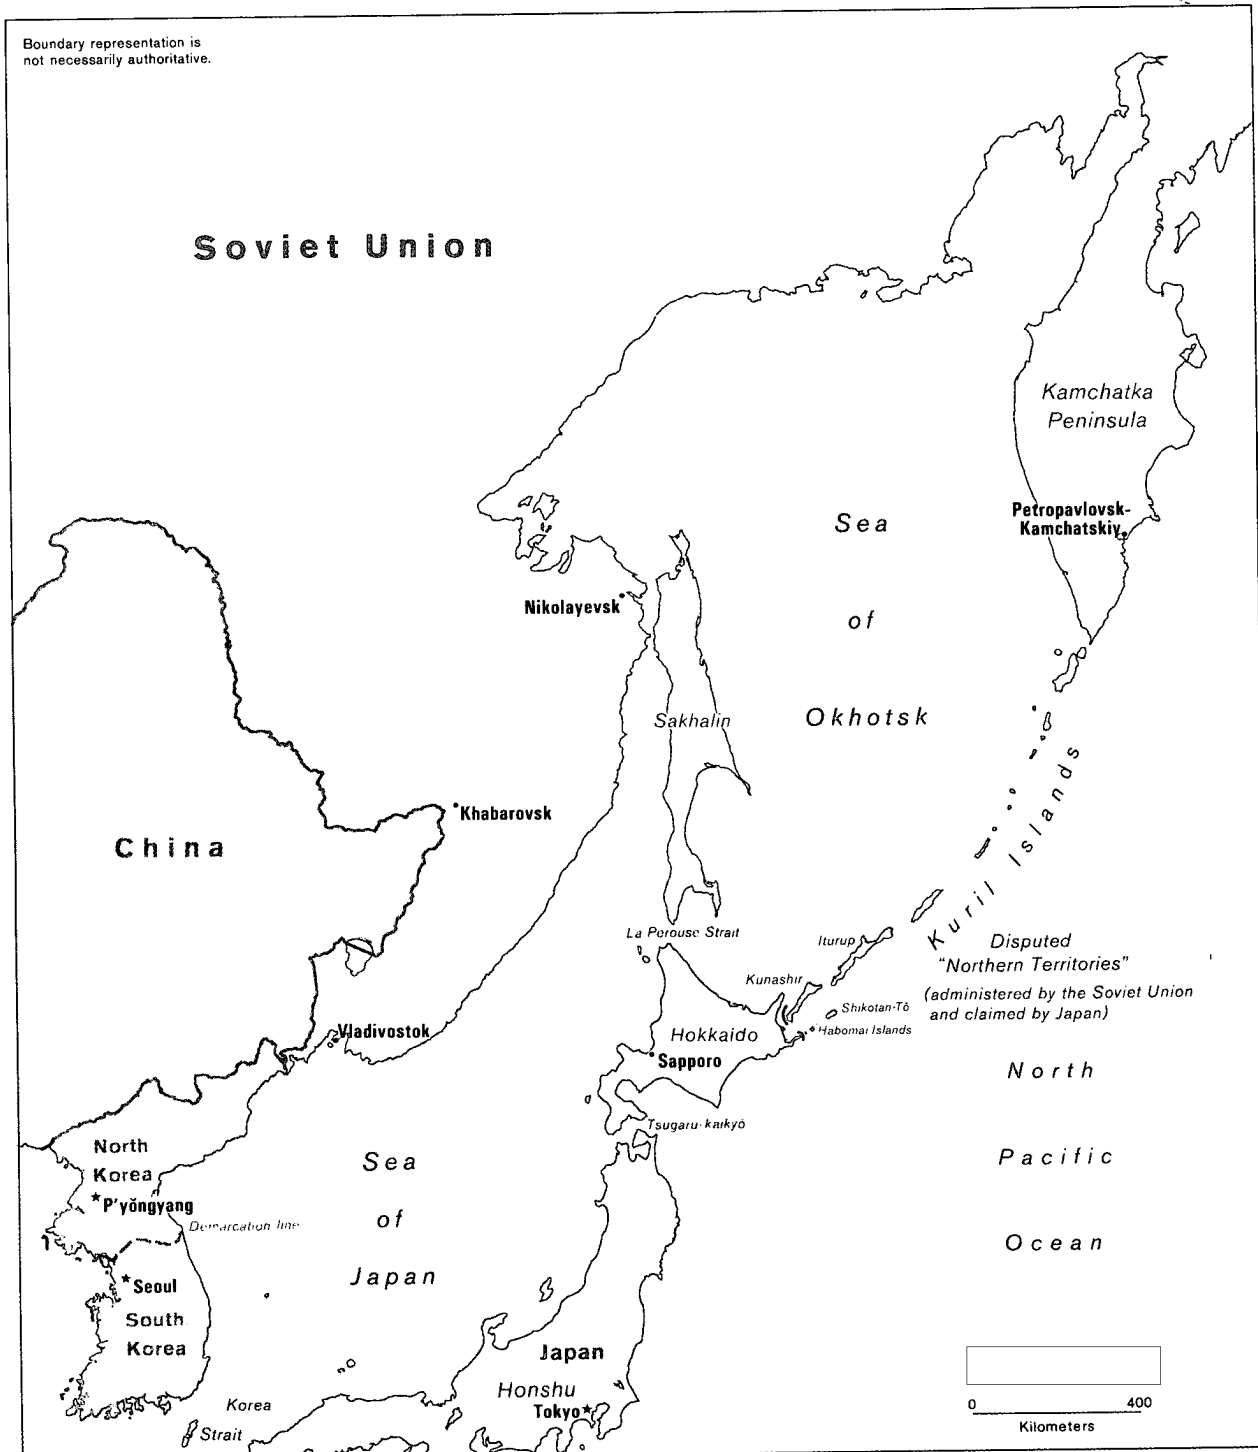 Boundary representation is
not necessarily authoritative.
Soviet Union
Kamchatka
Peninsula
Petropavlovsk-
Kamchatskiy
Sea
of
Okhotsk
Nikolayevsk
Sakhalin
Khabarovsk
China
Kuril Islands
La Perouse Strait
Iturup
Disputed
"Northern Territories"
(administered by the Soviet Union
and claimed by Japan)
Kunashir
Shikotan-Tō
Habomai Islands
Vladivostok
Hokkaido
Sapporo
North
Pacific
Ocean
Tsugaru-kaikyō
North
Korea
P'yŏngyang
Demarcation line
Sea
of
Japan
Seoul
South
Korea
Japan
Honshu
Tokyo
Korea
Strait
0 400
Kilometers